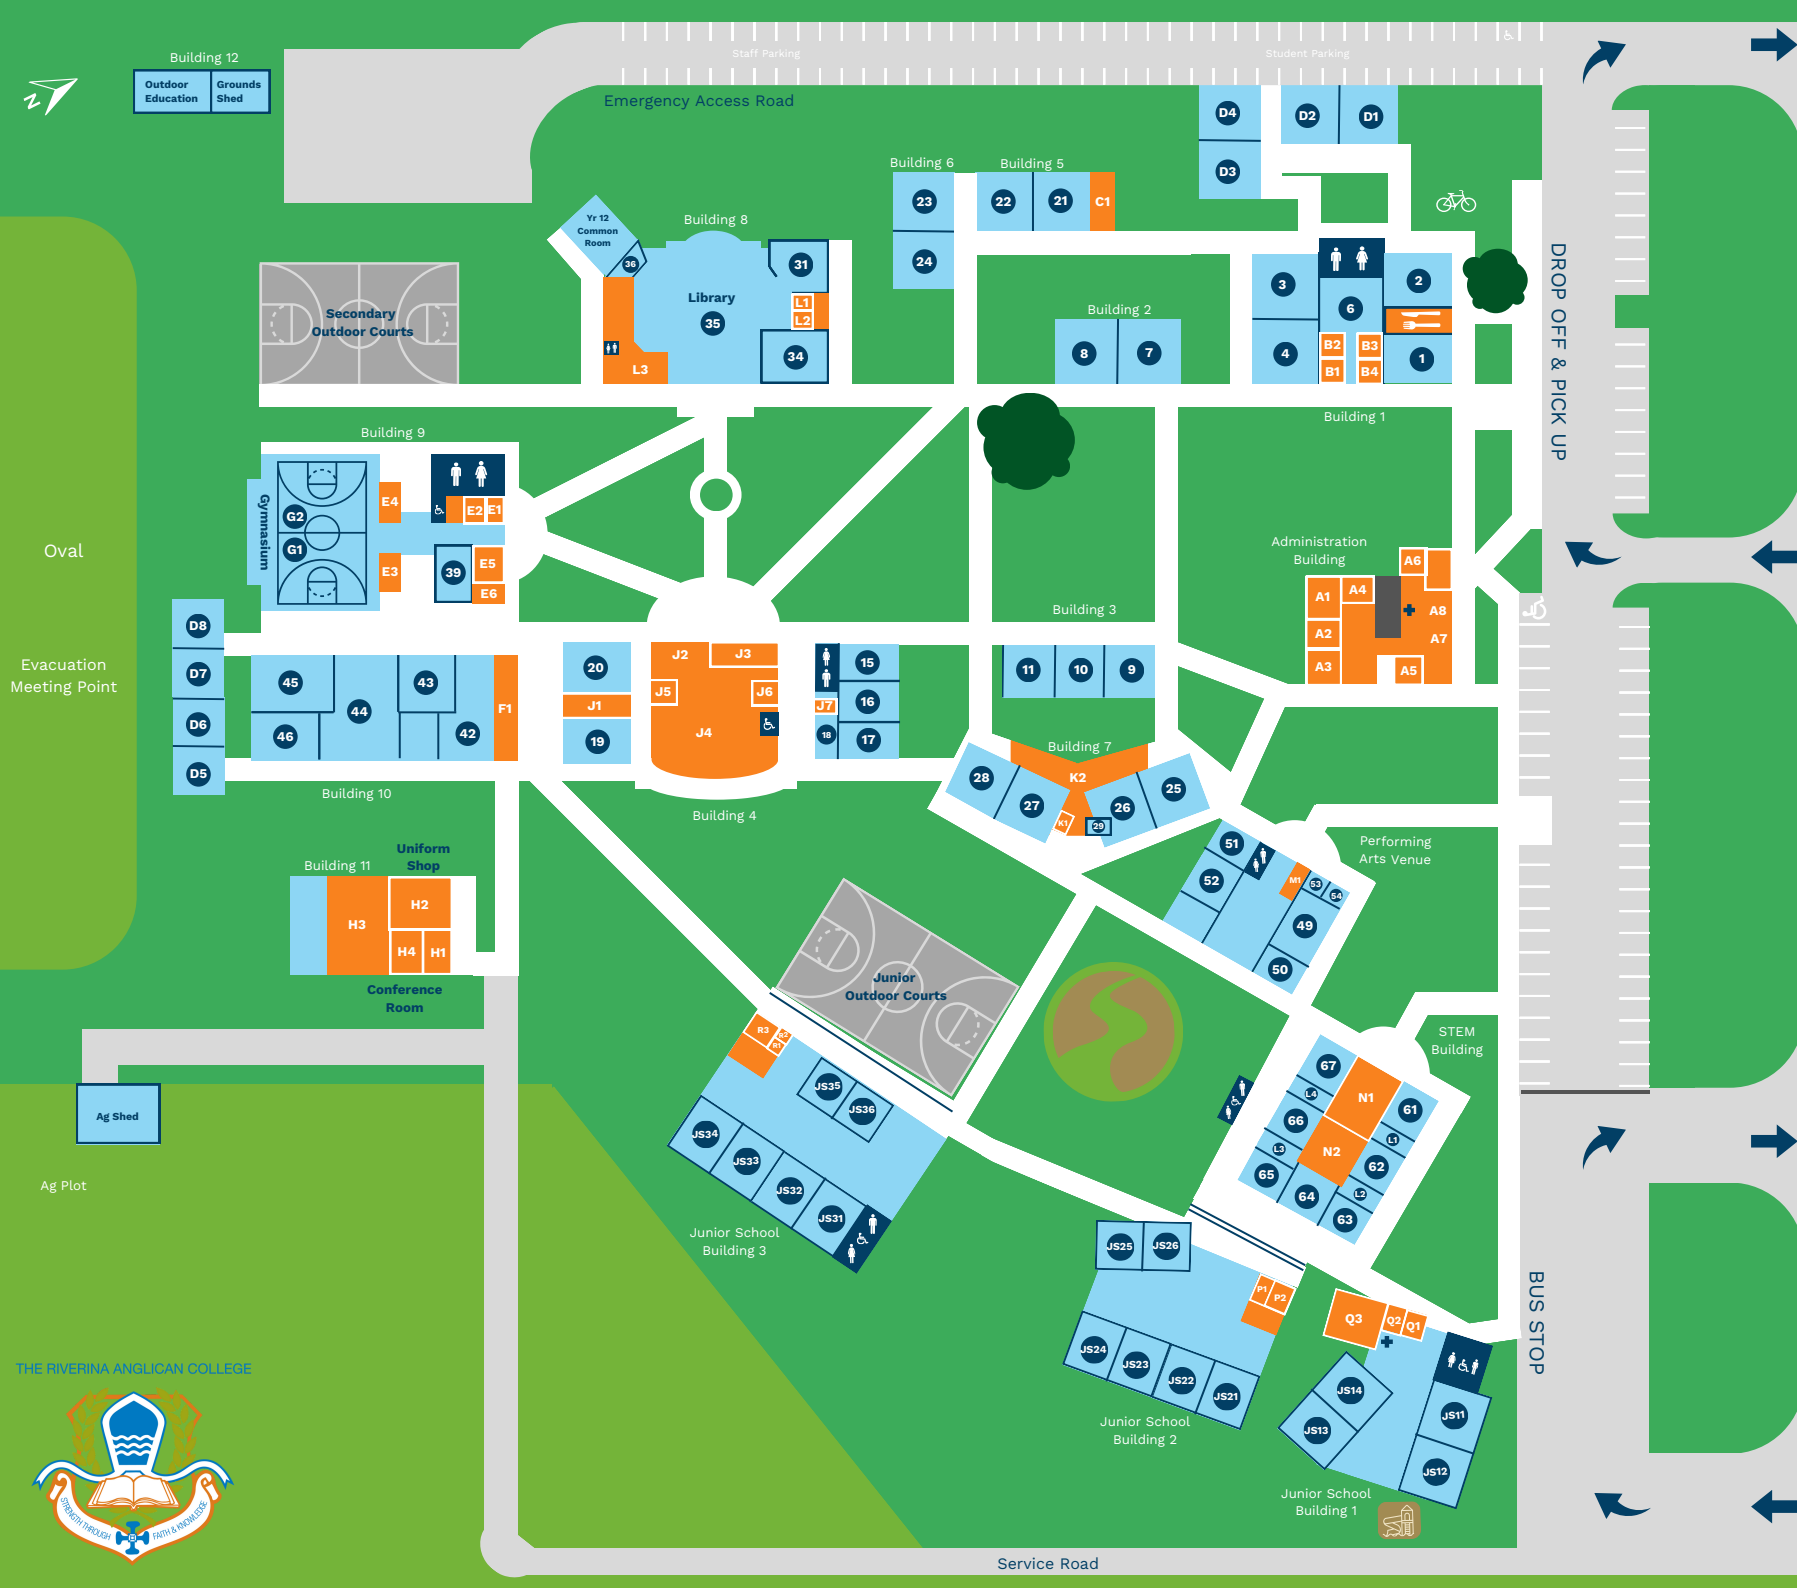 Staff Parking
Student Parking
Building 12
Outdoor
Education
Grounds
Shed
N
Emergency Access Road
D4
D3
D2
D1
Building 6
23
24
Building 5
22
21
C1
Building 8
Yr 12
Common
Room
36
31
L1
L2
Library
35
34
L3
Secondary
Outdoor Courts
Building 2
8
7
3
4
6
2
1
B2
B3
B1
B4
Building 1
DROP OFF & PICK UP
Building 9
Gymnasium
G2
G1
E4
E3
E2
E1
39
E5
E6
Oval
Evacuation
Meeting Point
Administration
Building
A1
A2
A3
A4
A5
A6
A7
A8
Building 3
11
10
9
D8
D7
D6
D5
45
46
44
43
42
F1
Building 10
20
J1
19
J2
J3
J5
J6
J4
J7
18
15
16
17
Building 4
Building 7
K2
K1
28
27
29
26
25
Performing
Arts Venue
51
52
M1
53
54
49
50
Building 11
Uniform
Shop
H3
H2
H4
H1
Conference
Room
Junior
Outdoor Courts
STEM
Building
67
L4
66
L3
65
64
N1
N2
61
L1
62
L2
63
R3
R2
R1
JS35
JS36
JS34
JS33
JS32
JS31
Junior School
Building 3
Ag Shed
Ag Plot
JS25
JS26
P1
P2
JS24
JS23
JS22
JS21
Junior School
Building 2
Q3
Q2
Q1
JS14
JS13
JS11
JS12
Junior School
Building 1
BUS STOP
THE RIVERINA ANGLICAN COLLEGE
STRENGTH THROUGH
FAITH & KNOWLEDGE
Service Road